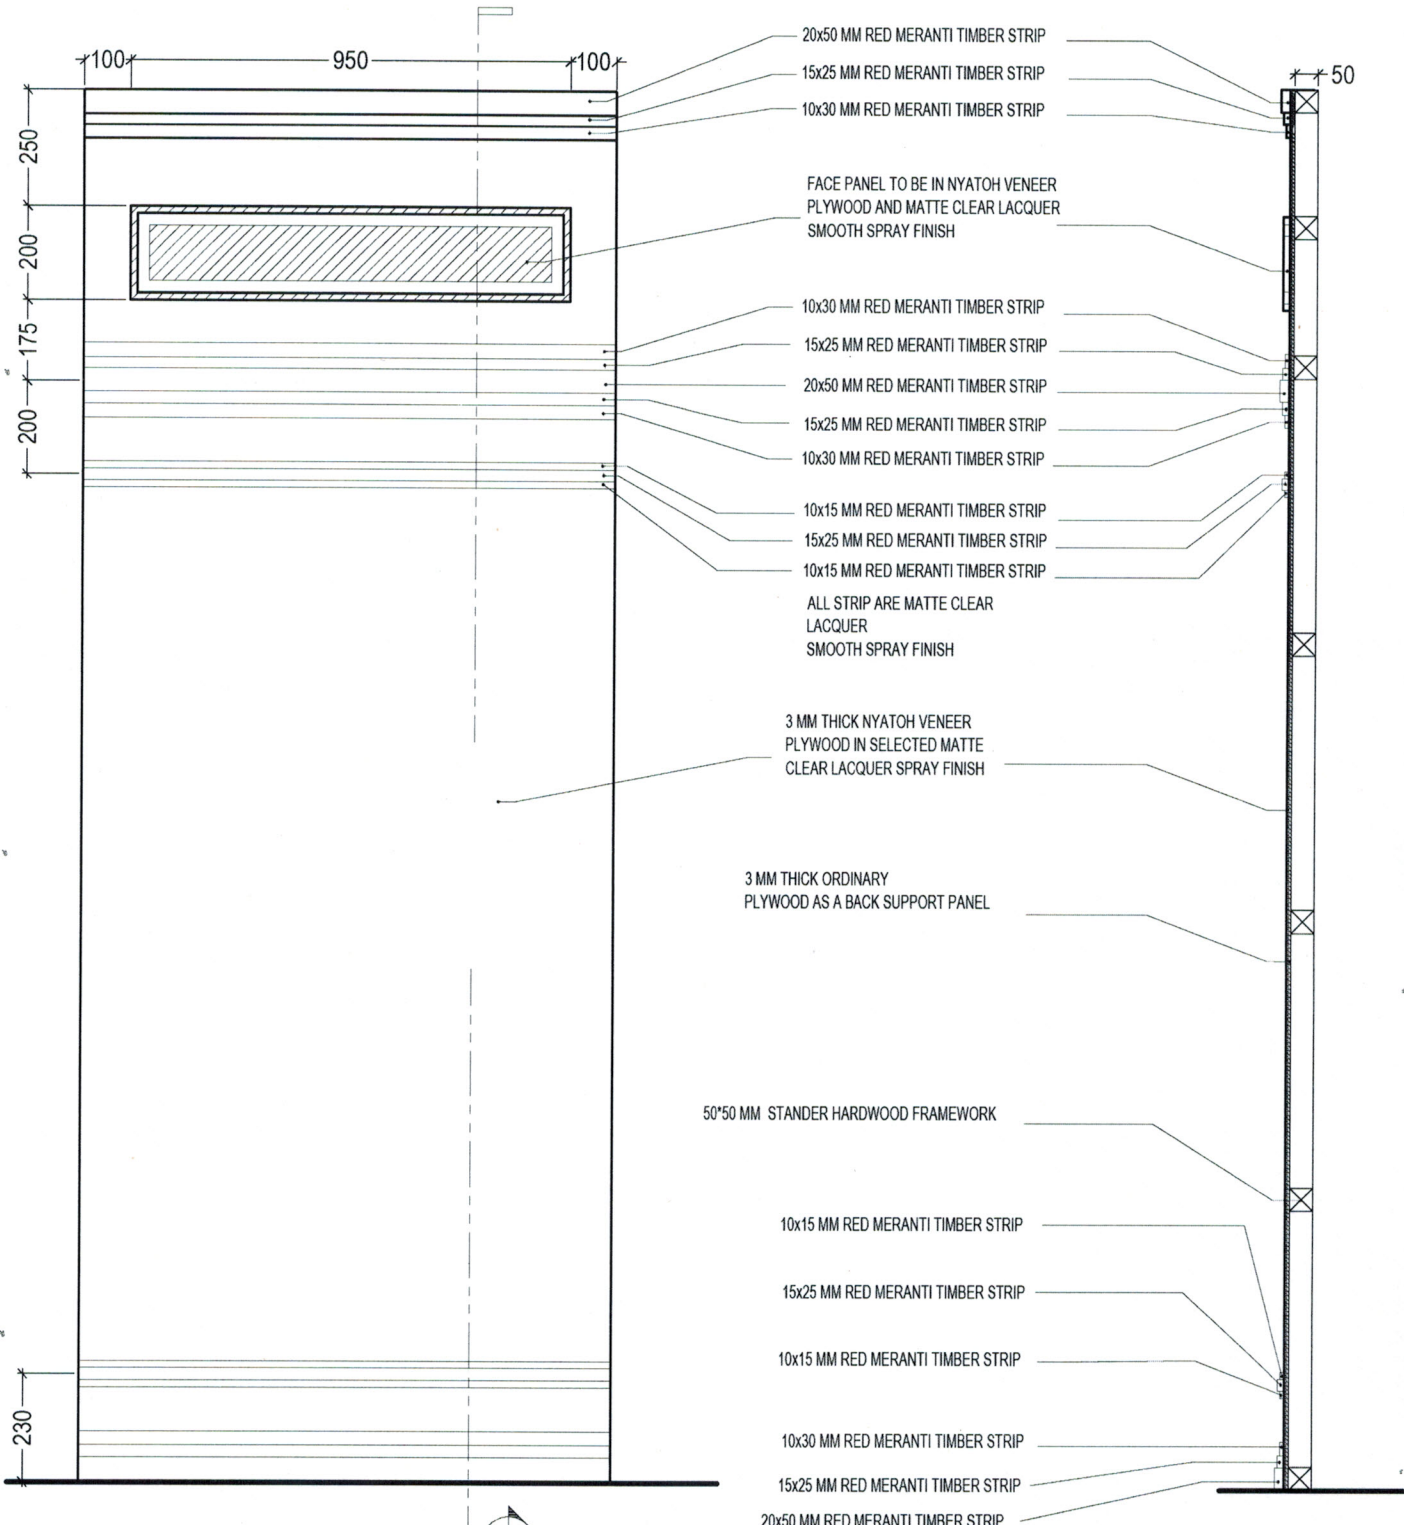 100
950
100
250
200
175
200
230
20x50 MM RED MERANTI TIMBER STRIP
15x25 MM RED MERANTI TIMBER STRIP
10x30 MM RED MERANTI TIMBER STRIP
FACE PANEL TO BE IN NYATOH VENEER
PLYWOOD AND MATTE CLEAR LACQUER
SMOOTH SPRAY FINISH
10x30 MM RED MERANTI TIMBER STRIP
15x25 MM RED MERANTI TIMBER STRIP
20x50 MM RED MERANTI TIMBER STRIP
15x25 MM RED MERANTI TIMBER STRIP
10x30 MM RED MERANTI TIMBER STRIP
10x15 MM RED MERANTI TIMBER STRIP
15x25 MM RED MERANTI TIMBER STRIP
10x15 MM RED MERANTI TIMBER STRIP
ALL STRIP ARE MATTE CLEAR
LACQUER
SMOOTH SPRAY FINISH
3 MM THICK NYATOH VENEER
PLYWOOD IN SELECTED MATTE
CLEAR LACQUER SPRAY FINISH
3 MM THICK ORDINARY
PLYWOOD AS A BACK SUPPORT PANEL
50*50 MM STANDER HARDWOOD FRAMEWORK
10x15 MM RED MERANTI TIMBER STRIP
15x25 MM RED MERANTI TIMBER STRIP
10x15 MM RED MERANTI TIMBER STRIP
10x30 MM RED MERANTI TIMBER STRIP
15x25 MM RED MERANTI TIMBER STRIP
20x50 MM RED MERANTI TIMBER STRIP
50